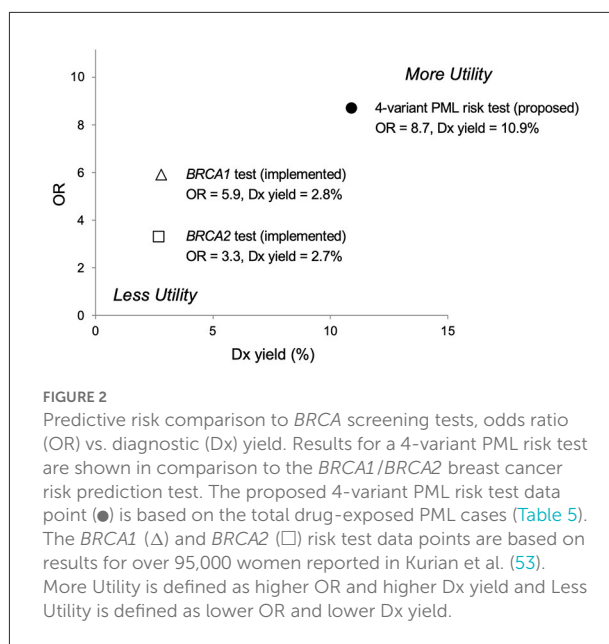 More Utility
10
4-variant PML risk test (proposed)
OR = 8.7, Dx yield = 10.9%
8
BRCA1 test (implemented)
OR = 5.9, Dx yield = 2.8%
6
OR
BRCA2 test (implemented)
OR = 3.3, Dx yield = 2.7%
4
2
Less Utility
0
0 5 10 15
Dx yield (%)
FIGURE 2
Predictive risk comparison to BRCA screening tests, odds ratio
(OR) vs. diagnostic (Dx) yield. Results for a 4-variant PML risk test
are shown in comparison to the BRCA1/BRCA2 breast cancer
risk prediction test. The proposed 4-variant PML risk test data
point (●) is based on the total drug-exposed PML cases (Table 5).
The BRCA1 (Δ) and BRCA2 (□) risk test data points are based on
results for over 95,000 women reported in Kurian et al. (53).
More Utility is defined as higher OR and higher Dx yield and Less
Utility is defined as lower OR and lower Dx yield.